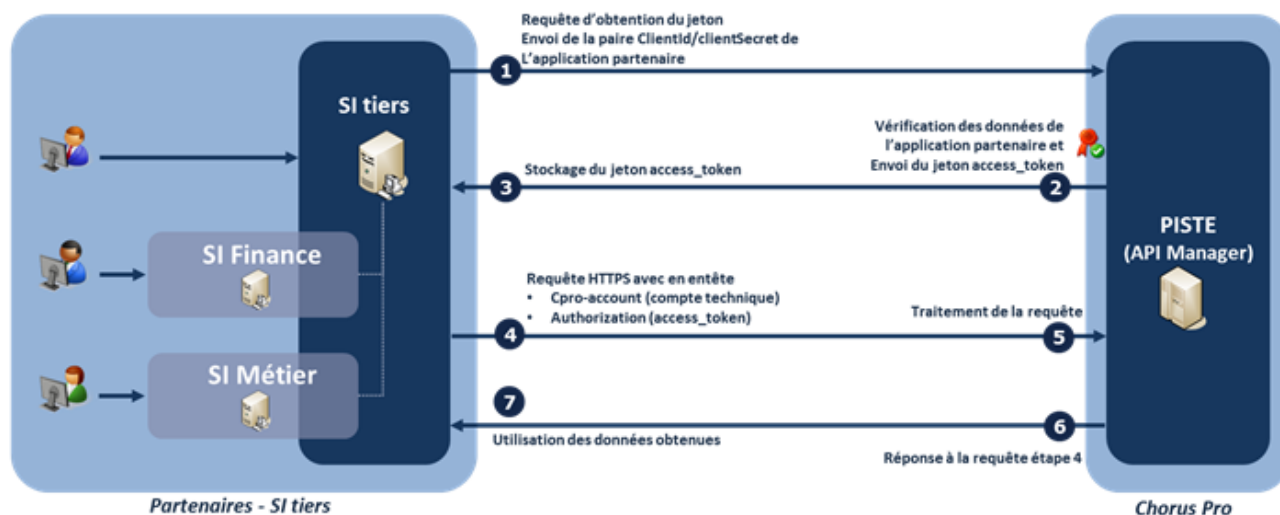 Requête d'obtention du jeton
Envoi de la paire ClientId/clientSecret de
L'application partenaire
1
SI tiers
Vérification des données de
l'application partenaire et
Envoi du jeton access_token
Stockage du jeton access_token
3
2
PISTE
(API Manager)
SI Finance
Requête HTTPS avec en entête
• Cpro-account (compte technique)
• Authorization (access_token)
Traitement de la requête
4
5
SI Métier
7
6
Utilisation des données obtenues
Réponse à la requête étape 4
Partenaires - SI tiers
Chorus Pro